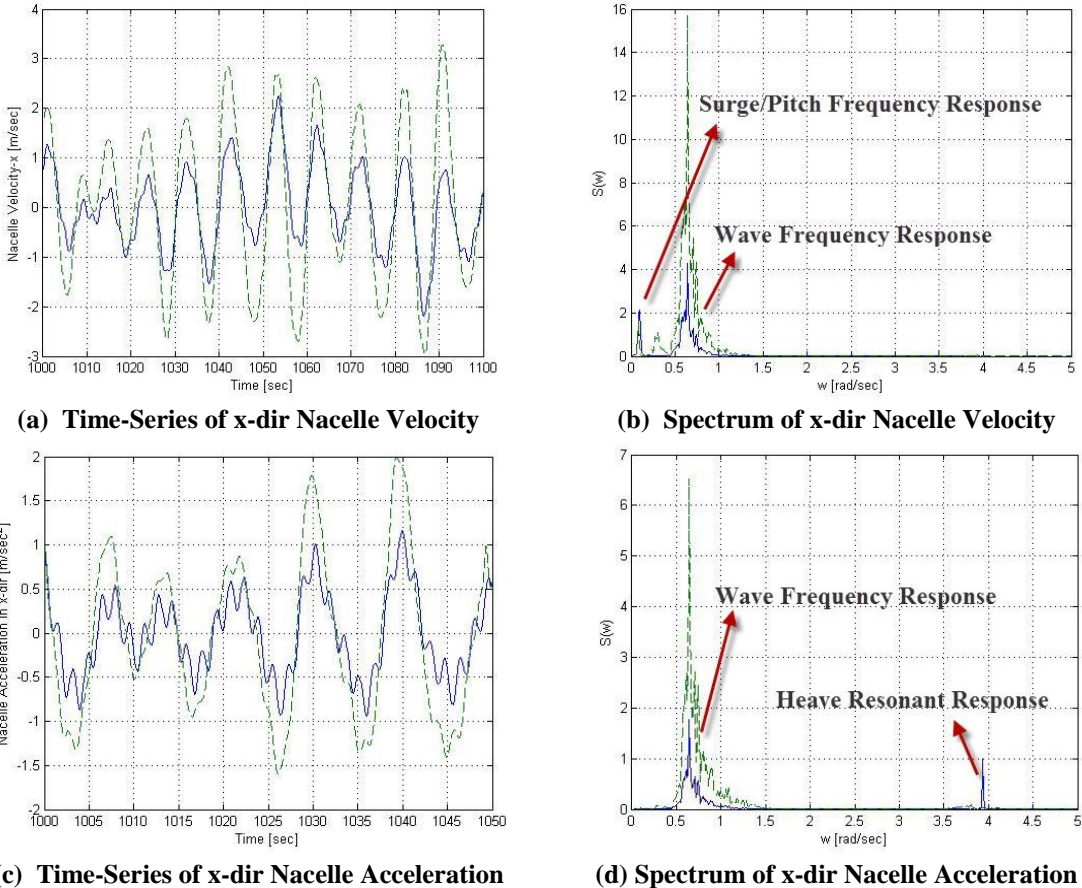 4
3
2
1
0
-1
-2
-3
1000 1010 1020 1030 1040 1050 1060 1070 1080 1090 1100
Nacelle Velocity-x [m/sec]
Time [sec]
(a) Time-Series of x-dir Nacelle Velocity
16
14
12
10
8
6
4
2
0
0 0.5 1 1.5 2 2.5 3 3.5 4 4.5 5
S(w)
w [rad/sec]
Surge/Pitch Frequency Response
Wave Frequency Response
(b) Spectrum of x-dir Nacelle Velocity
2
1.5
1
0.5
0
-0.5
-1
-1.5
-2
1000 1005 1010 1015 1020 1025 1030 1035 1040 1045 1050
Nacelle Acceleration in x-dir [m/sec²]
Time [sec]
c) Time-Series of x-dir Nacelle Acceleration
7
6
5
4
3
2
1
0
0 0.5 1 1.5 2 2.5 3 3.5 4 4.5 5
S(w)
w [rad/sec]
Wave Frequency Response
Heave Resonant Response
(d) Spectrum of x-dir Nacelle Acceleration